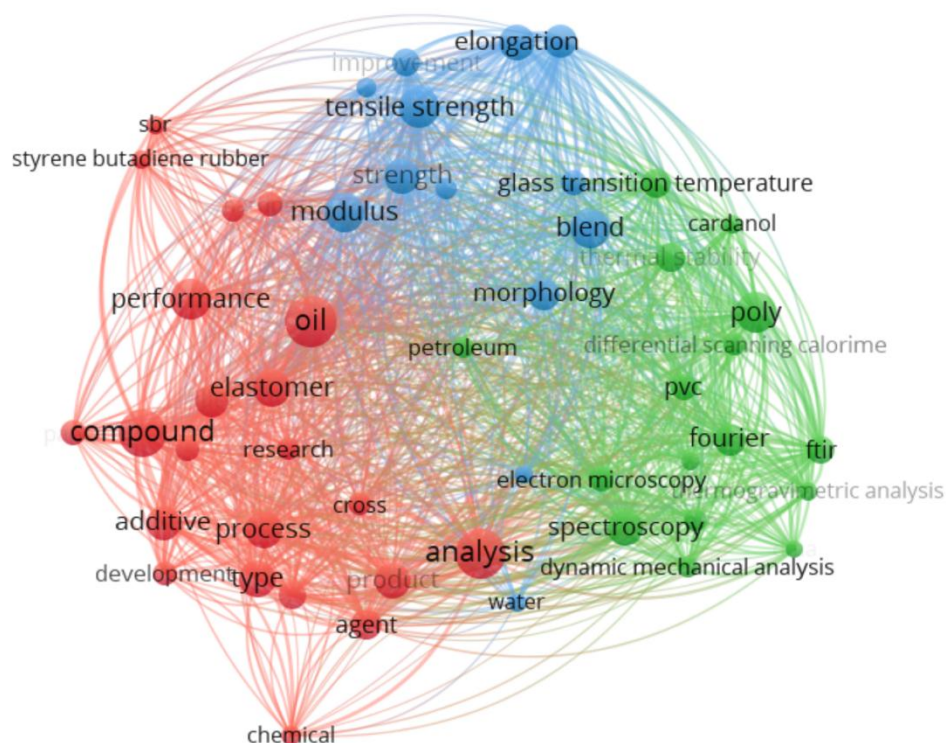 elongation
Improvement
tensile strength
sbr
styrene butadiene rubber
strength
glass transition temperature
modulus
cardanol
blend
thermal stability
morphology
performance
poly
oil
petroleum
differential scanning calorime
elastomer
pvc
compound
fourier
research
ftir
electron microscopy
thermogravimetric analysis
cross
additive
process
spectroscopy
analysis
dynamic mechanical analysis
development
type
product
water
agent
chemical